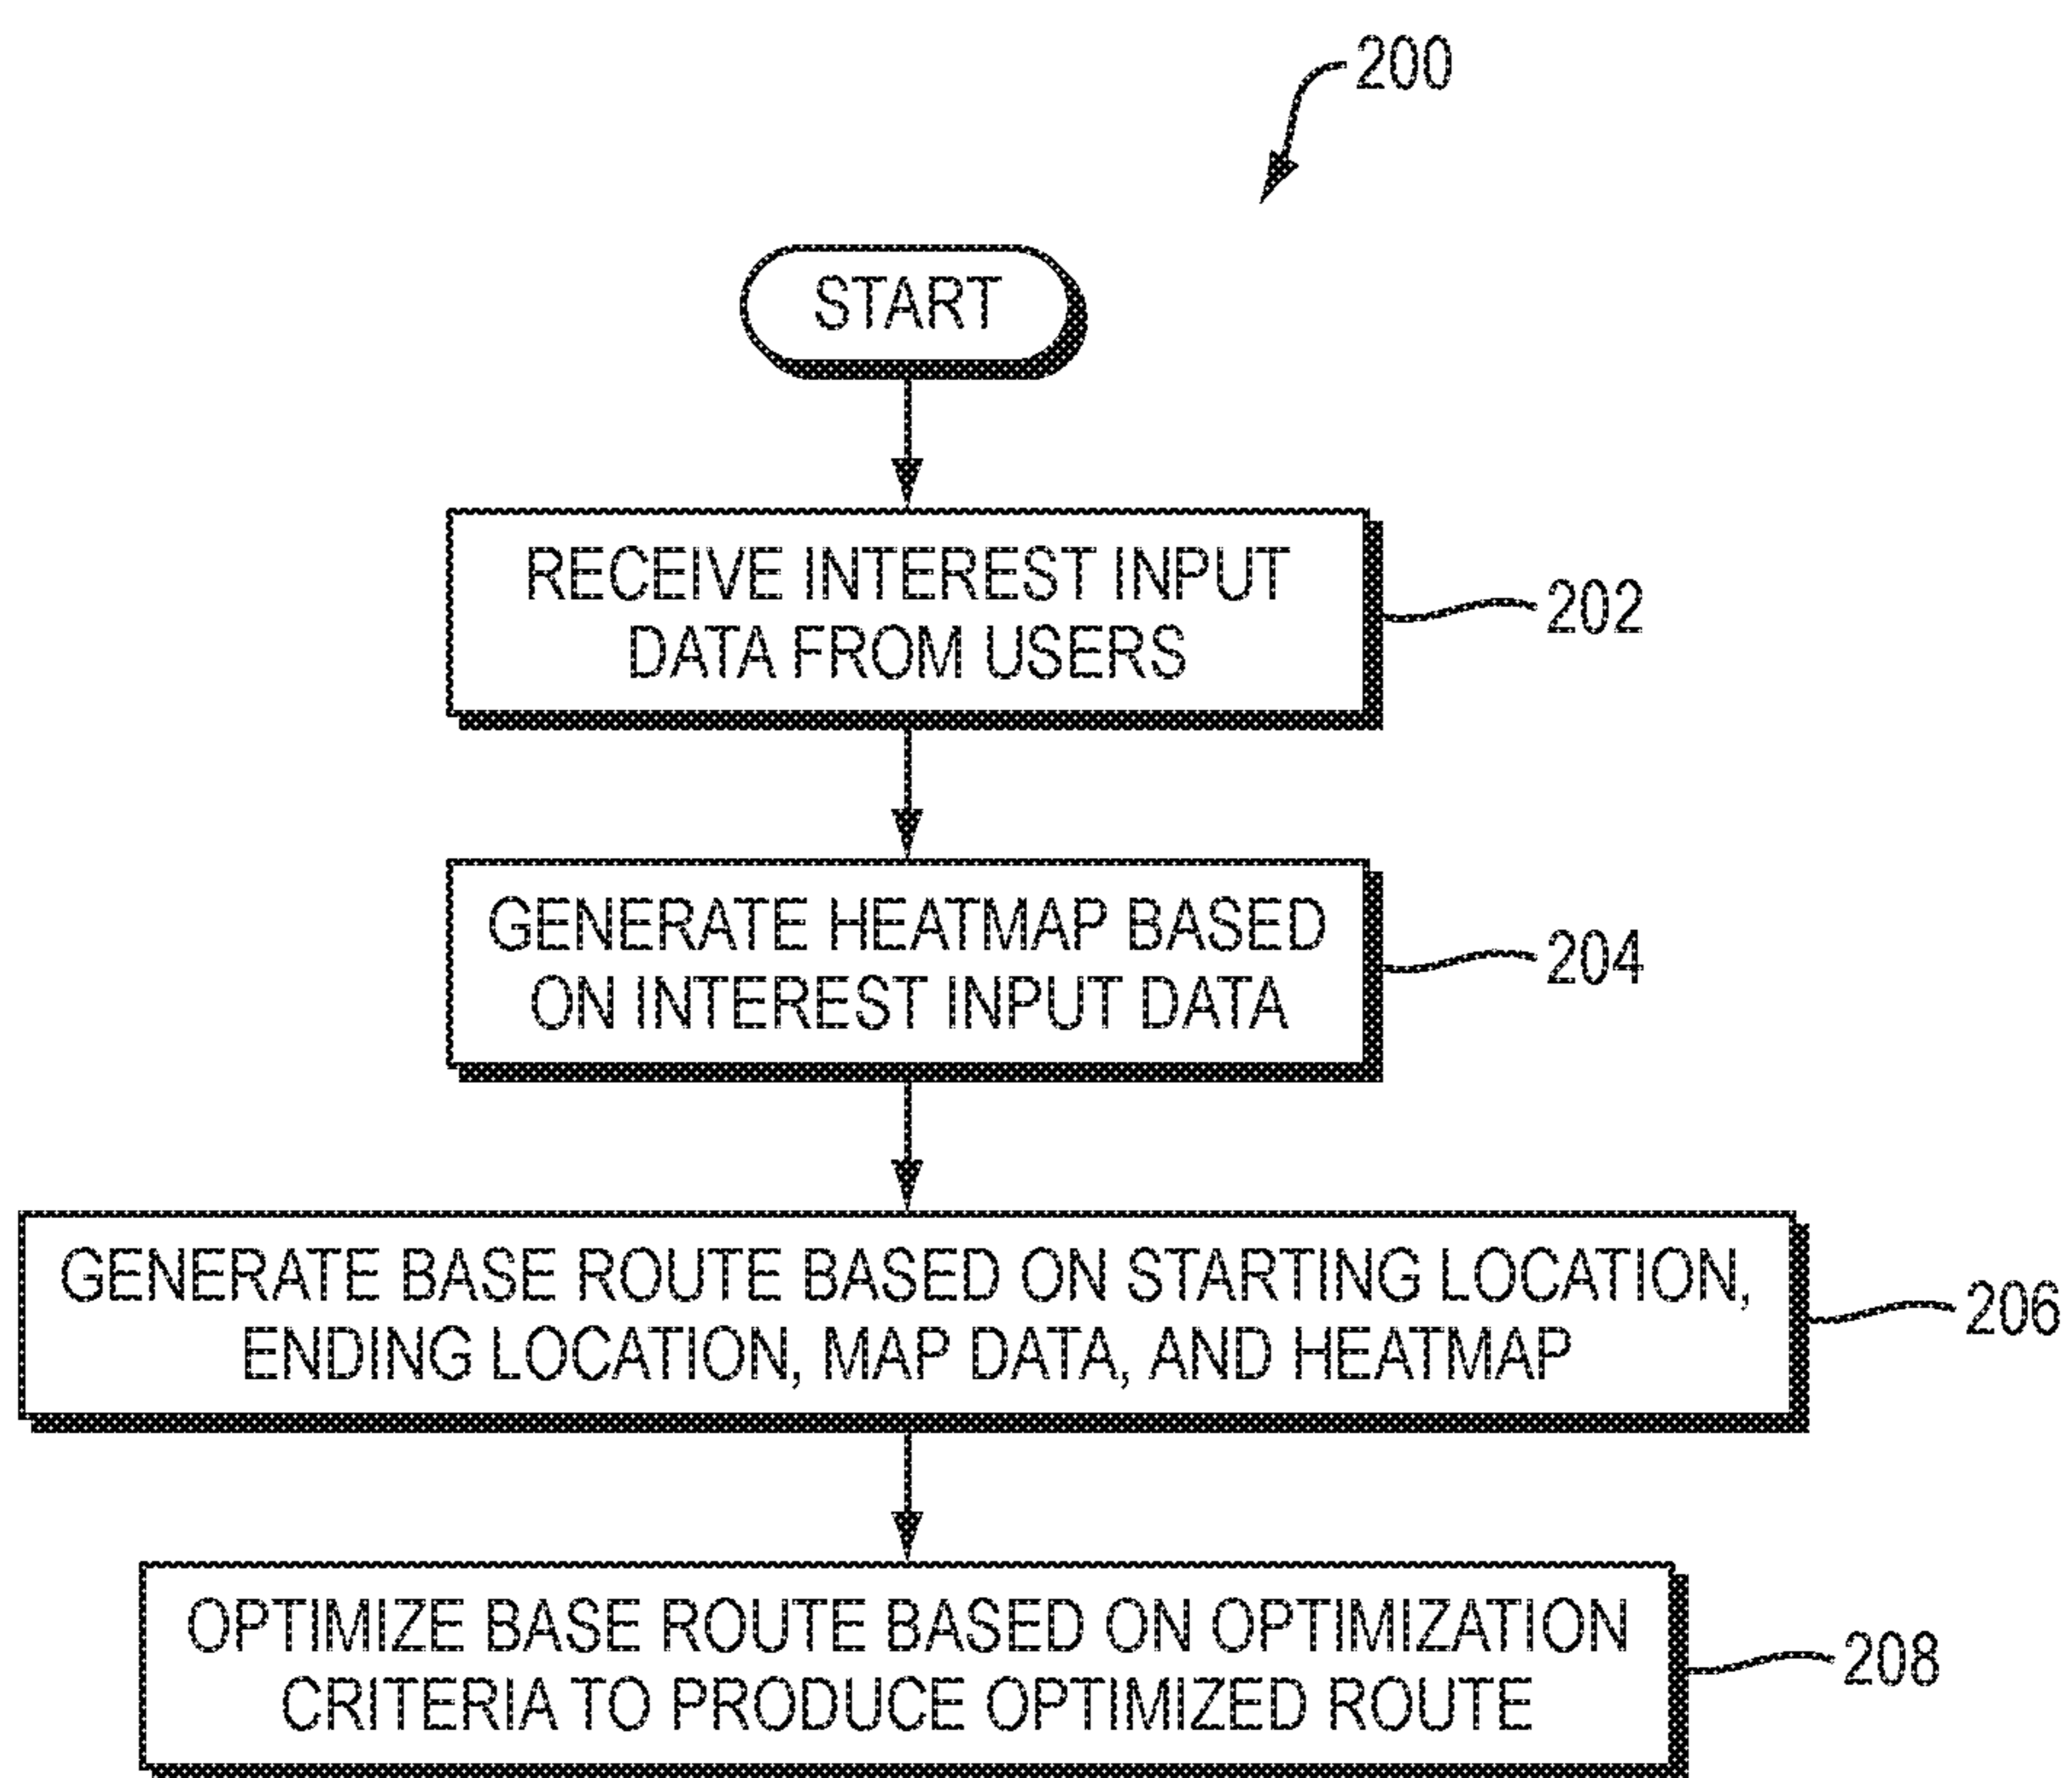 200
START
RECEIVE INTEREST INPUT
DATA FROM USERS
202
GENERATE HEATMAP BASED
ON INTEREST INPUT DATA
204
GENERATE BASE ROUTE BASED ON STARTING LOCATION,
ENDING LOCATION, MAP DATA, AND HEATMAP
206
OPTIMIZE BASE ROUTE BASED ON OPTIMIZATION
CRITERIA TO PRODUCE OPTIMIZED ROUTE
208